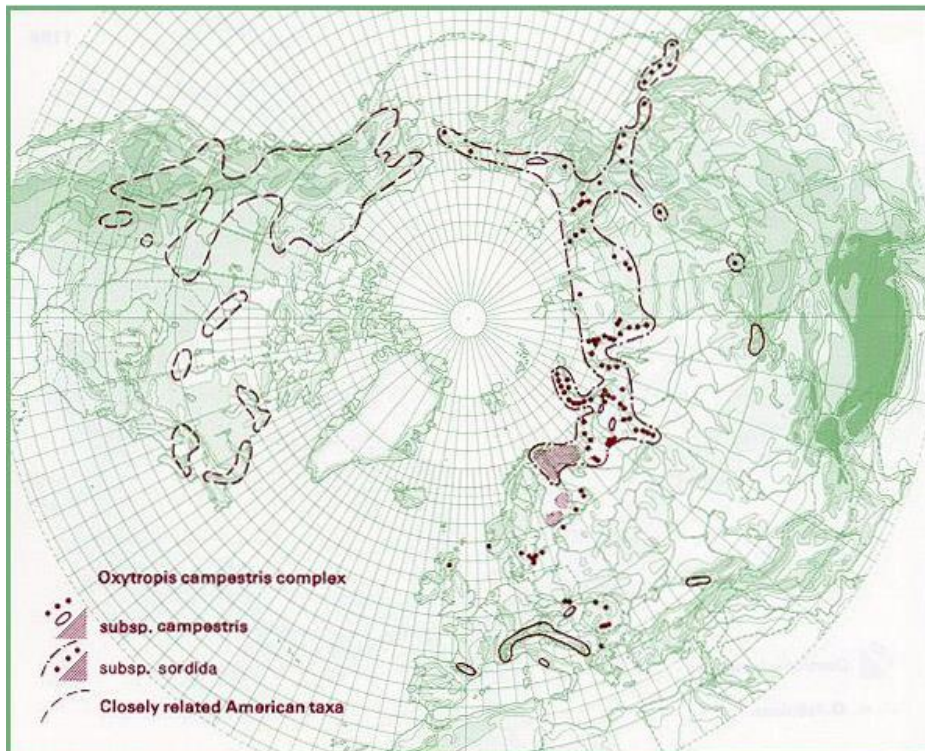 Oxytropis campestris complex
subsp. campestris
subsp. sordida
Closely related American taxa